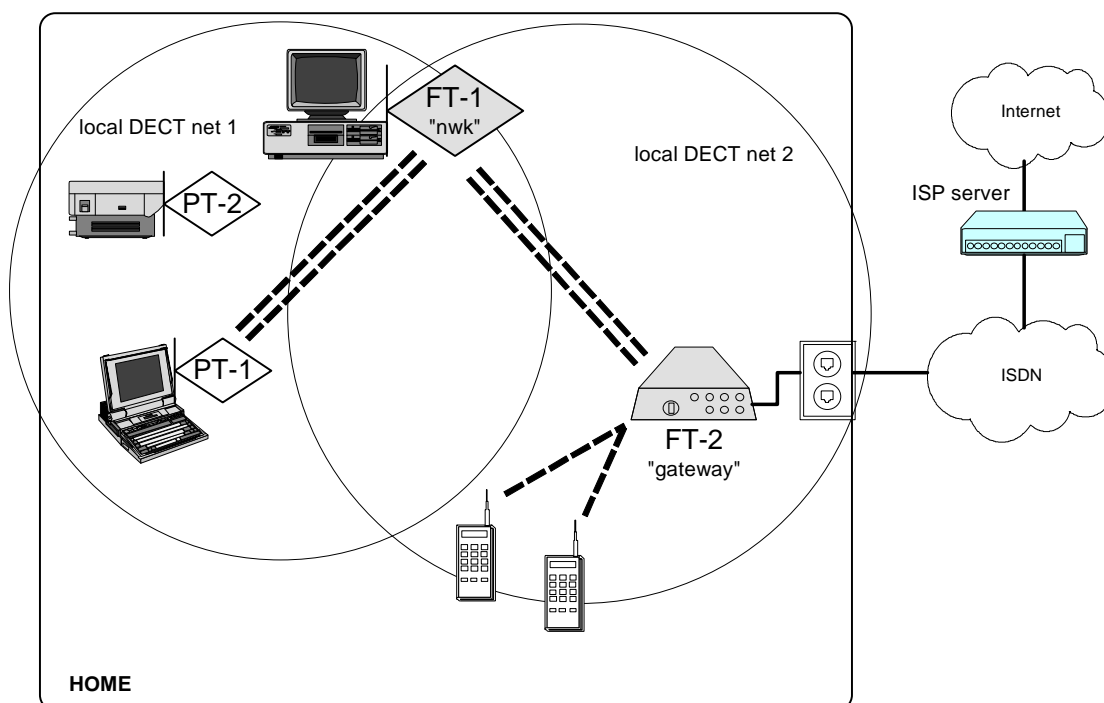 FT-1
"nwk"
local DECT net 1
local DECT net 2
Internet
PT-2
ISP server
PT-1
ISDN
FT-2
"gateway"
HOME